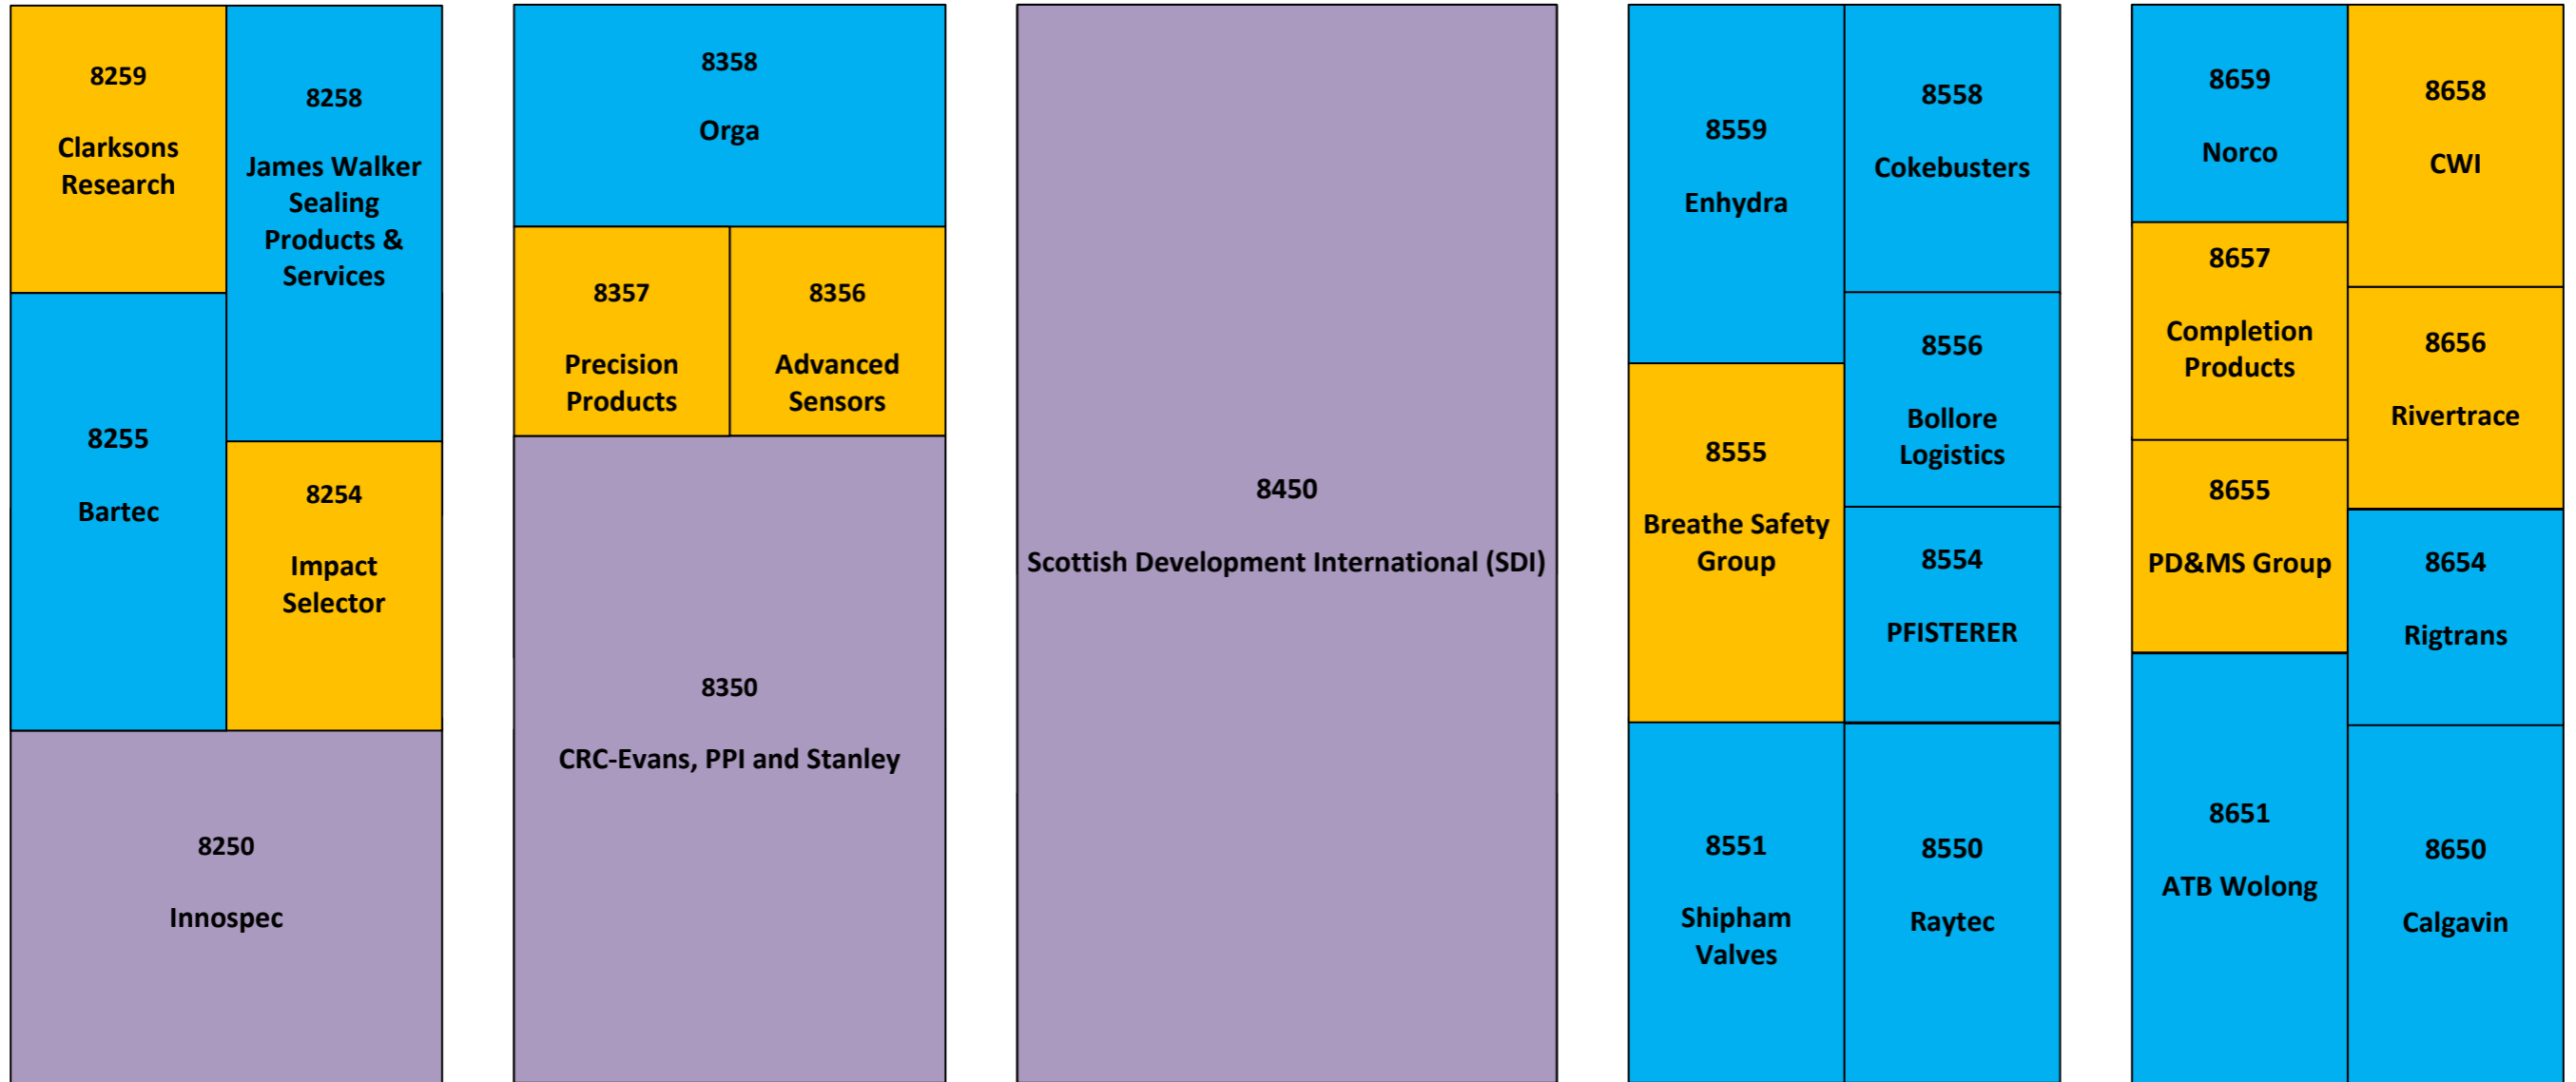 8259
Clarksons
Research
8258
James Walker
Sealing
Products &
Services
8255
Bartec
8254
Impact
Selector
8250
Innospec
8358
Orga
8357
Precision
Products
8356
Advanced
Sensors
8350
CRC-Evans, PPI and Stanley
8450
Scottish Development International (SDI)
8559
Enhydra
8558
Cokebusters
8556
Bollore
Logistics
8555
Breathe Safety
Group
8554
PFISTERER
8551
Shipham
Valves
8550
Raytec
8659
Norco
8658
CWI
8657
Completion
Products
8656
Rivertrace
8655
PD&MS Group
8654
Rigtrans
8651
ATB Wolong
8650
Calgavin